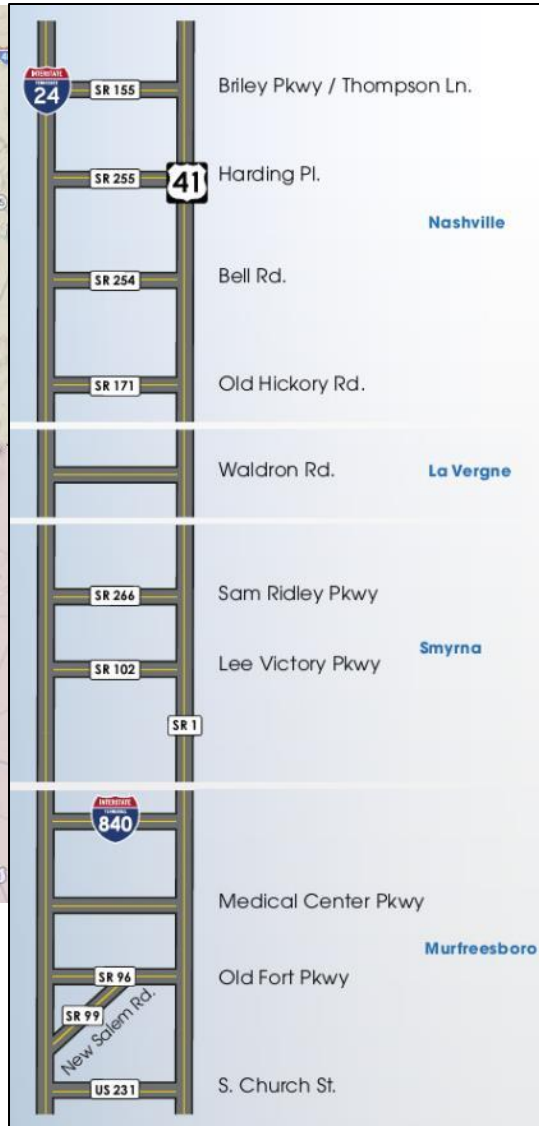 INTERSTATE
TENNESSEE
24
SR 155
Briley Pkwy / Thompson Ln.
SR 255
41
Harding Pl.
Nashville
SR 254
Bell Rd.
SR 171
Old Hickory Rd.
Waldron Rd.
La Vergne
SR 266
Sam Ridley Pkwy
Smyrna
SR 102
Lee Victory Pkwy
SR 1
INTERSTATE
TENNESSEE
840
Medical Center Pkwy
Murfreesboro
SR 96
Old Fort Pkwy
SR 99
New Salem Rd.
US 231
S. Church St.